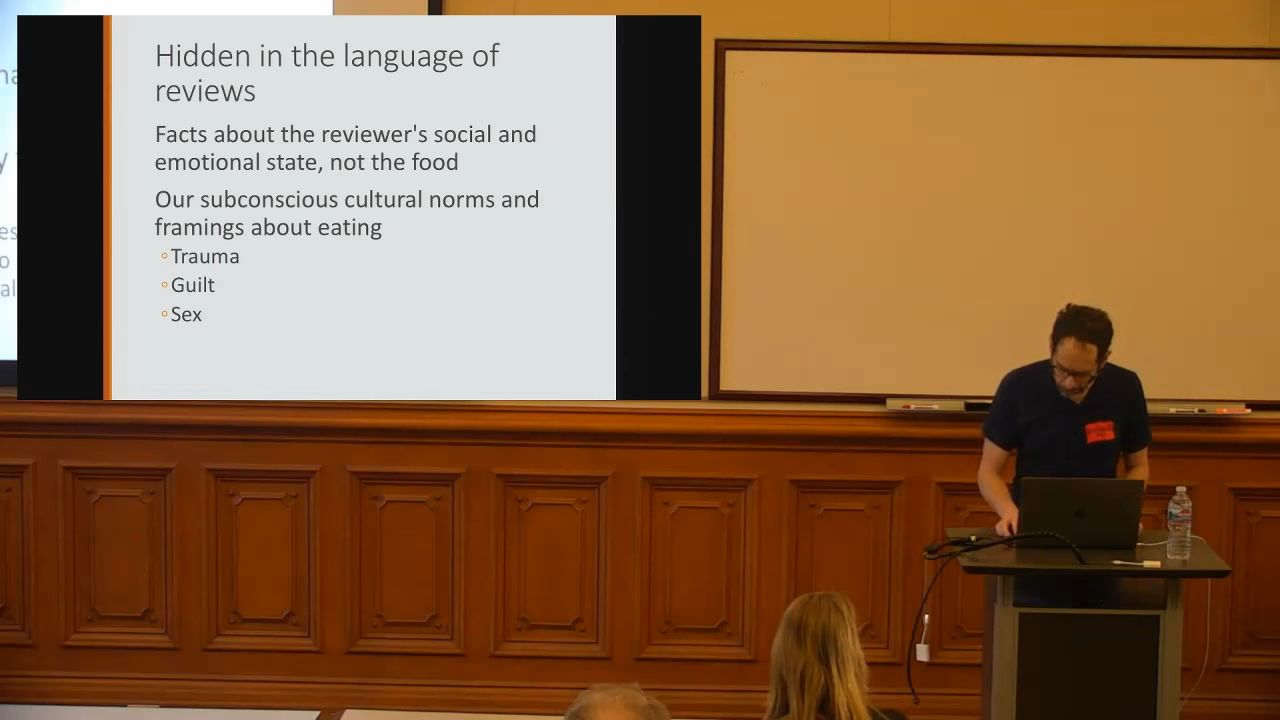 Hidden in the language of
reviews
Facts about the reviewer's social and
emotional state, not the food
Our subconscious cultural norms and
framings about eating
Trauma
Guilt
Sex